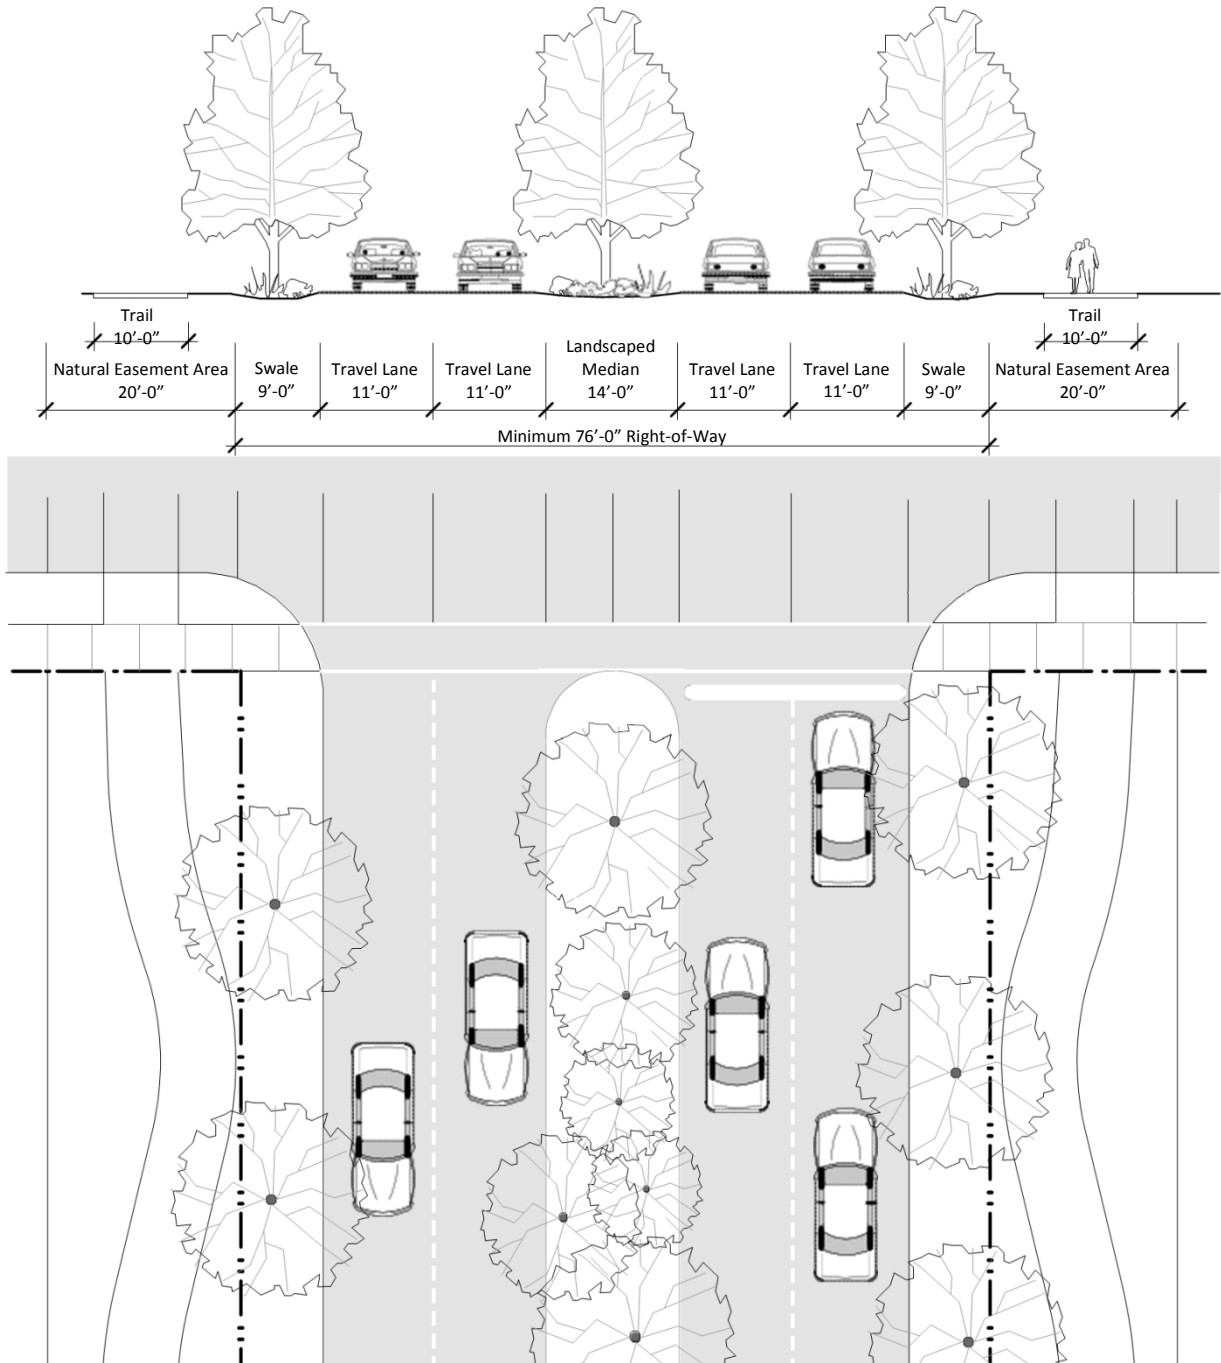 Trail
10'-0"
Trail
10'-0"
Natural Easement Area
20'-0"
Swale
9'-0"
Travel Lane
11'-0"
Travel Lane
11'-0"
Landscaped
Median
14'-0"
Travel Lane
11'-0"
Travel Lane
11'-0"
Swale
9'-0"
Natural Easement Area
20'-0"
Minimum 76'-0" Right-of-Way